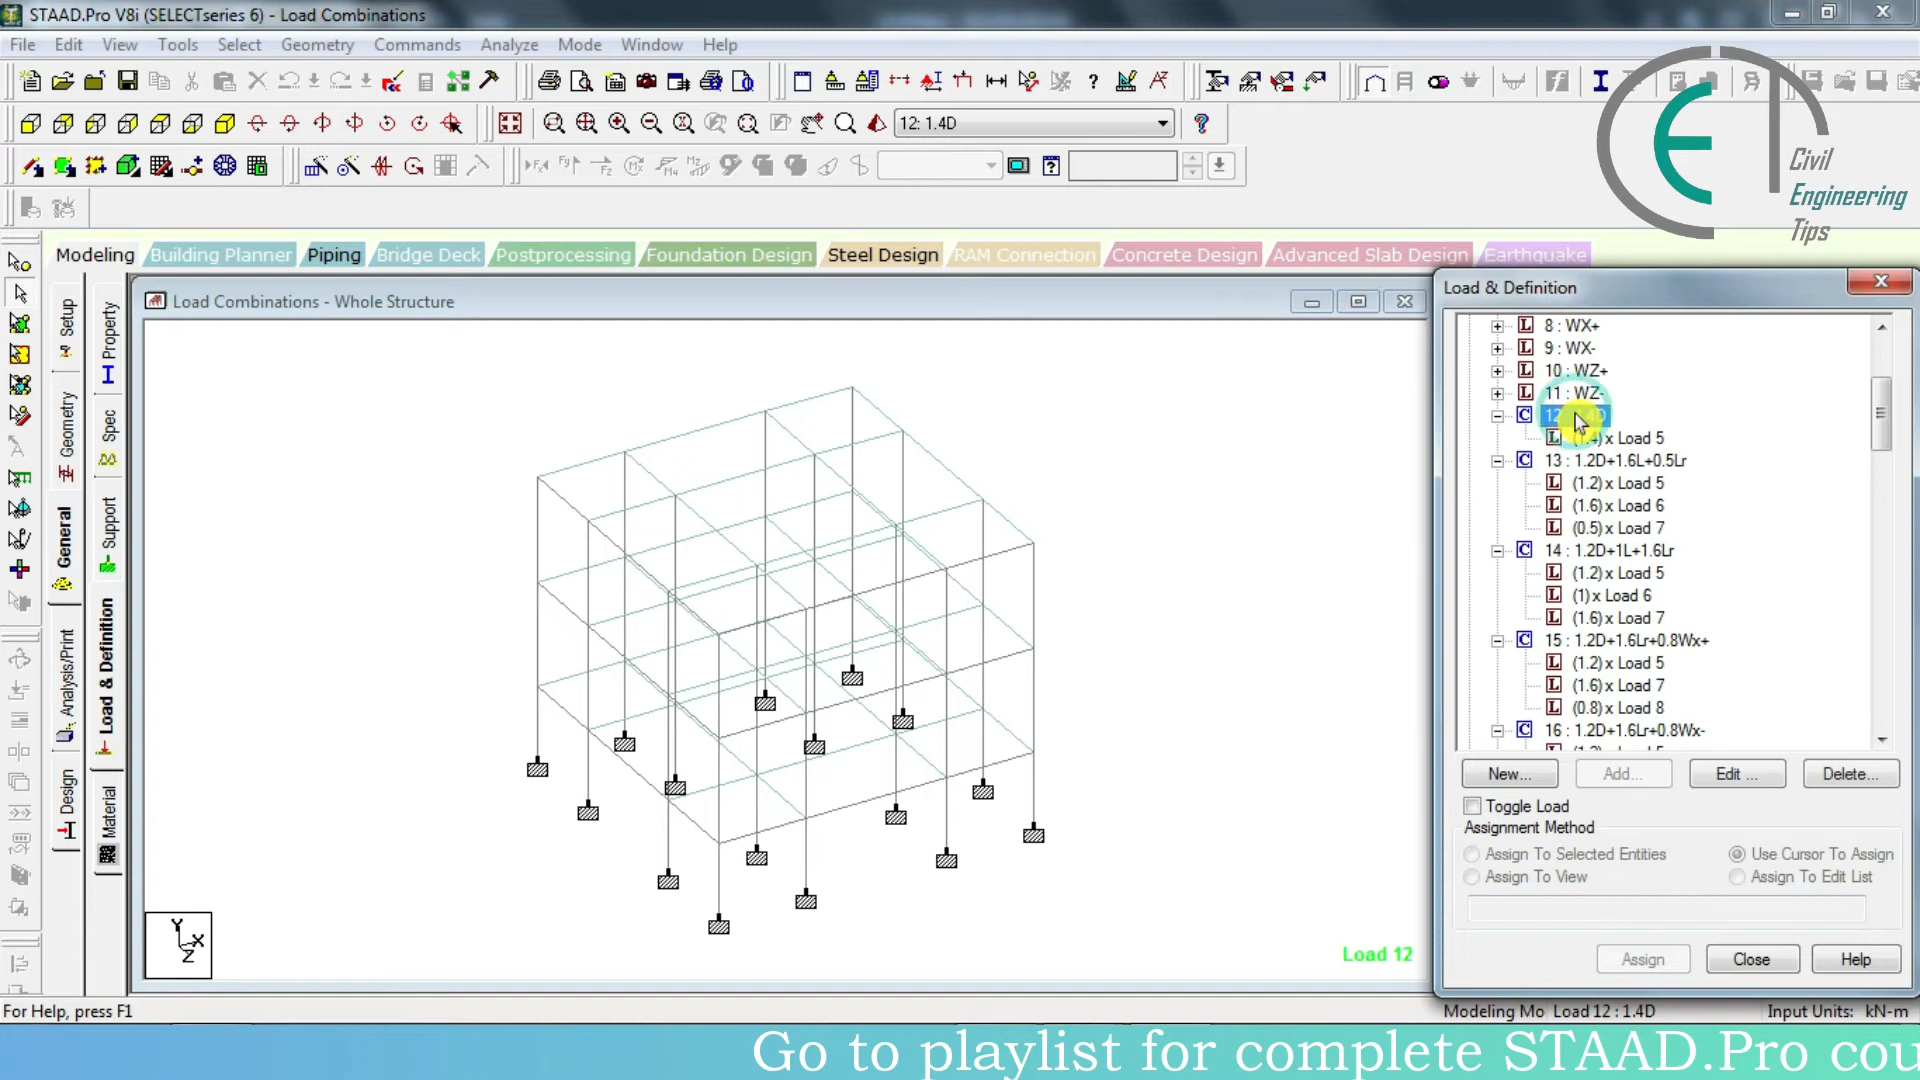 STAAD.Pro V8i (SELECTseries 6) - Load Combinations
File Edit View Tools Select Geometry Commands Analyze Mode Window Help
12: 1.4D
Civil
Engineering
Tips
Modeling Building Planner Piping Bridge Deck Postprocessing Foundation Design Steel Design RAM Connection Concrete Design Advanced Slab Design Earthquake
Setup
Geometry
General
Analysis/Print
Design
Property
Spec
Support
Load & Definition
Material
Load Combinations - Whole Structure
Y
X
Z
Load 12
Load & Definition
8 : WX+
9 : WX-
10 : WZ+
11 : WZ-
x Load 5
13 : 1.2D+1.6L+0.5Lr
(1.2) x Load 5
(1.6) x Load 6
(0.5) x Load 7
14 : 1.2D+1L+1.6Lr
(1.2) x Load 5
(1) x Load 6
(1.6) x Load 7
15 : 1.2D+1.6Lr+0.8Wx+
(1.2) x Load 5
(1.6) x Load 7
(0.8) x Load 8
16 : 1.2D+1.6Lr+0.8Wx-
New... Add... Edit ... Delete...
Toggle Load
Assignment Method
Assign To Selected Entities Use Cursor To Assign
Assign To View Assign To Edit List
Assign Close Help
For Help, press F1 Modeling Mo Load 12 : 1.4D Input Units: kN-m
Go to playlist for complete STAAD.Pro cou